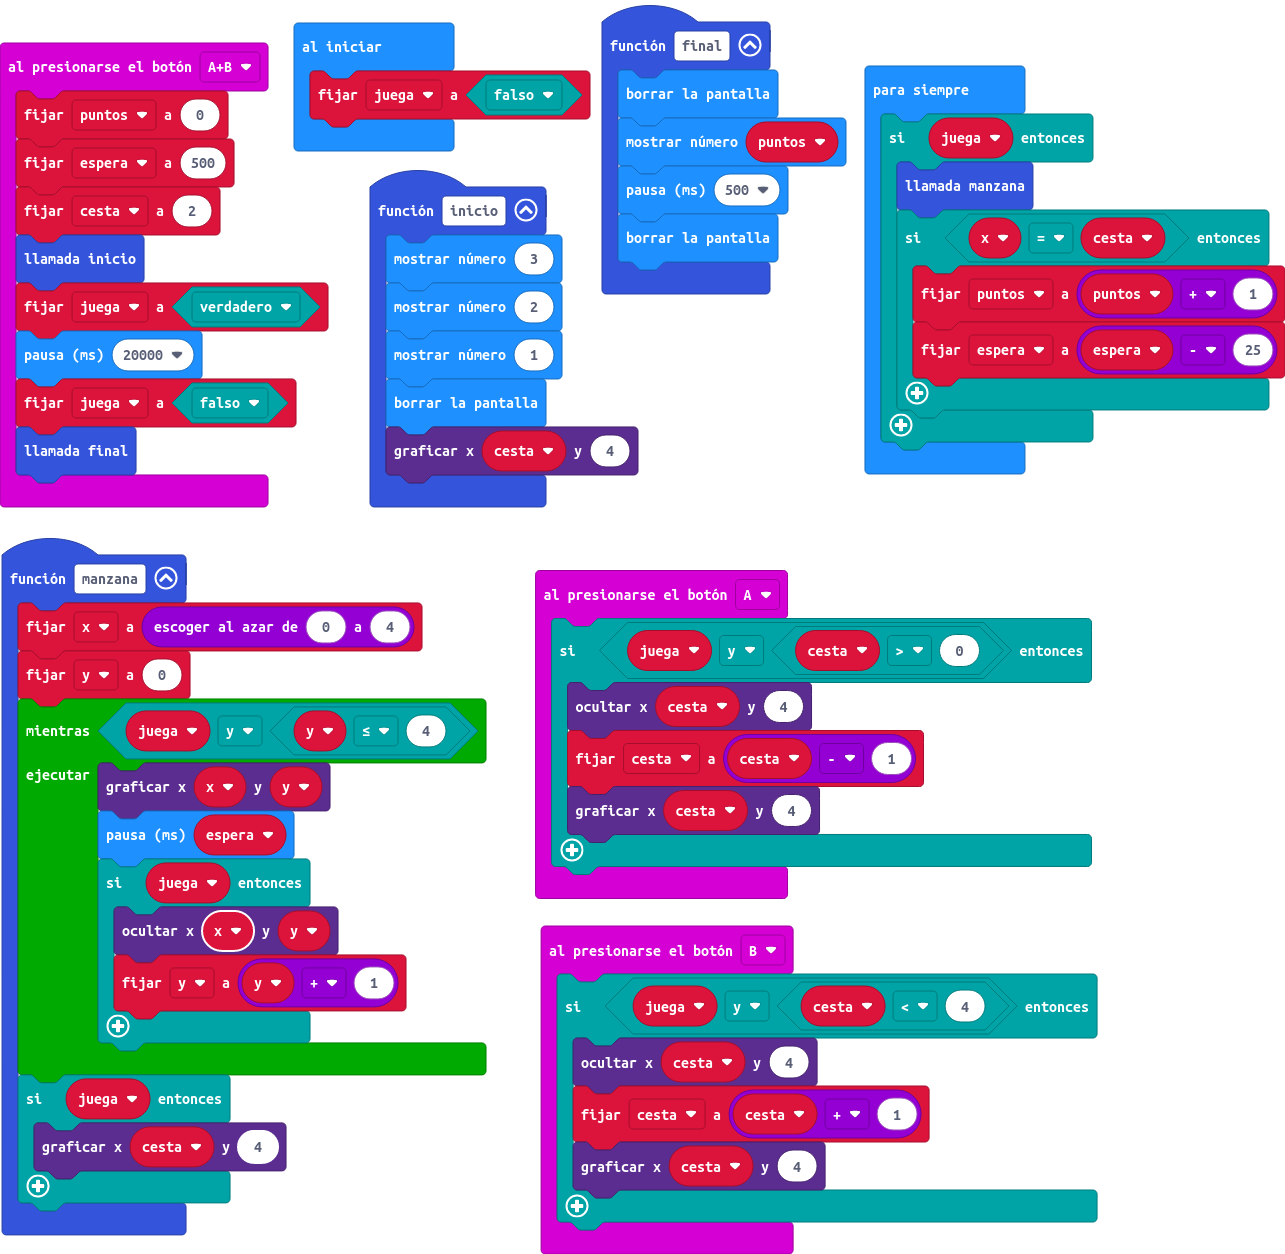 al presionarse el botón A+B
fijar puntos a 0
fijar espera a 500
fijar cesta a 2
llamada inicio
fijar juega a verdadero
pausa (ms) 20000
fijar juega a falso
llamada final
al iniciar
fijar juega a falso
función inicio
mostrar número 3
mostrar número 2
mostrar número 1
borrar la pantalla
graficar x cesta y 4
función final
borrar la pantalla
mostrar número puntos
pausa (ms) 500
borrar la pantalla
para siempre
si juega entonces
llamada manzana
si x = cesta entonces
fijar puntos a puntos + 1
fijar espera a espera - 25
función manzana
fijar x a escoger al azar de 0 a 4
fijar y a 0
mientras juega y y ≤ 4
ejecutar
graficar x x y y
pausa (ms) espera
si juega entonces
ocultar x x y y
fijar y a y + 1
si juega entonces
graficar x cesta y 4
al presionarse el botón A
si juega y cesta > 0 entonces
ocultar x cesta y 4
fijar cesta a cesta - 1
graficar x cesta y 4
al presionarse el botón B
si juega y cesta < 4 entonces
ocultar x cesta y 4
fijar cesta a cesta + 1
graficar x cesta y 4